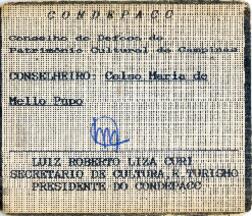 CONDEPACC
Conselho de Defesa do
Patrimônio Cultural de Campinas
CONSELHEIRO: Celso Maria de
Mello Pupo
LUIZ ROBERTO LIZA CURI
SECRETARIO DE CULTURA E TURISMO
PRESIDENTE DO CONDEPACC